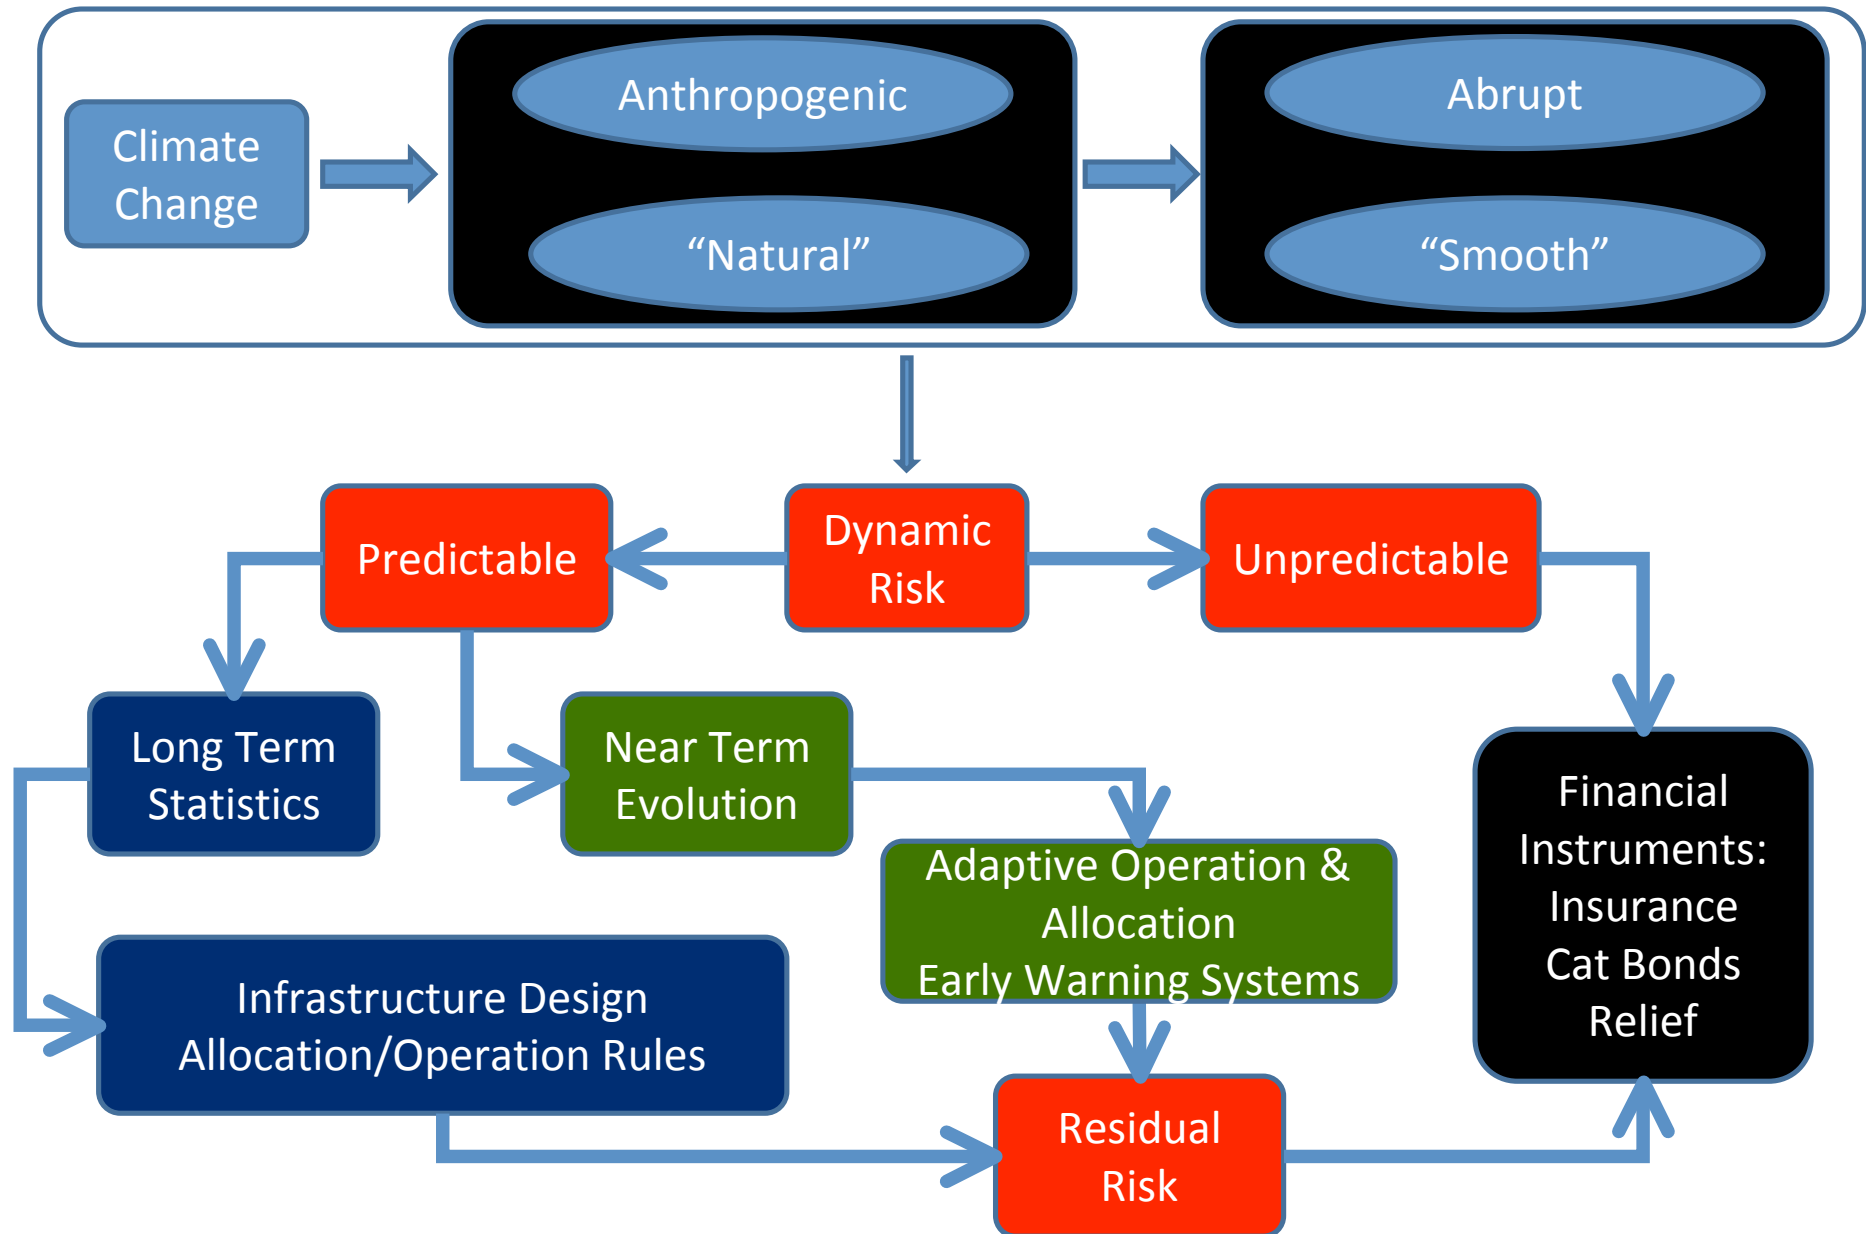 Climate
Change
Anthropogenic
“Natural”
Abrupt
“Smooth”
Predictable
Dynamic
Risk
Unpredictable
Long Term
Statistics
Near Term
Evolution
Adaptive Operation &
Allocation
Early Warning Systems
Financial
Instruments:
Insurance
Cat Bonds
Relief
Infrastructure Design
Allocation/Operation Rules
Residual
Risk